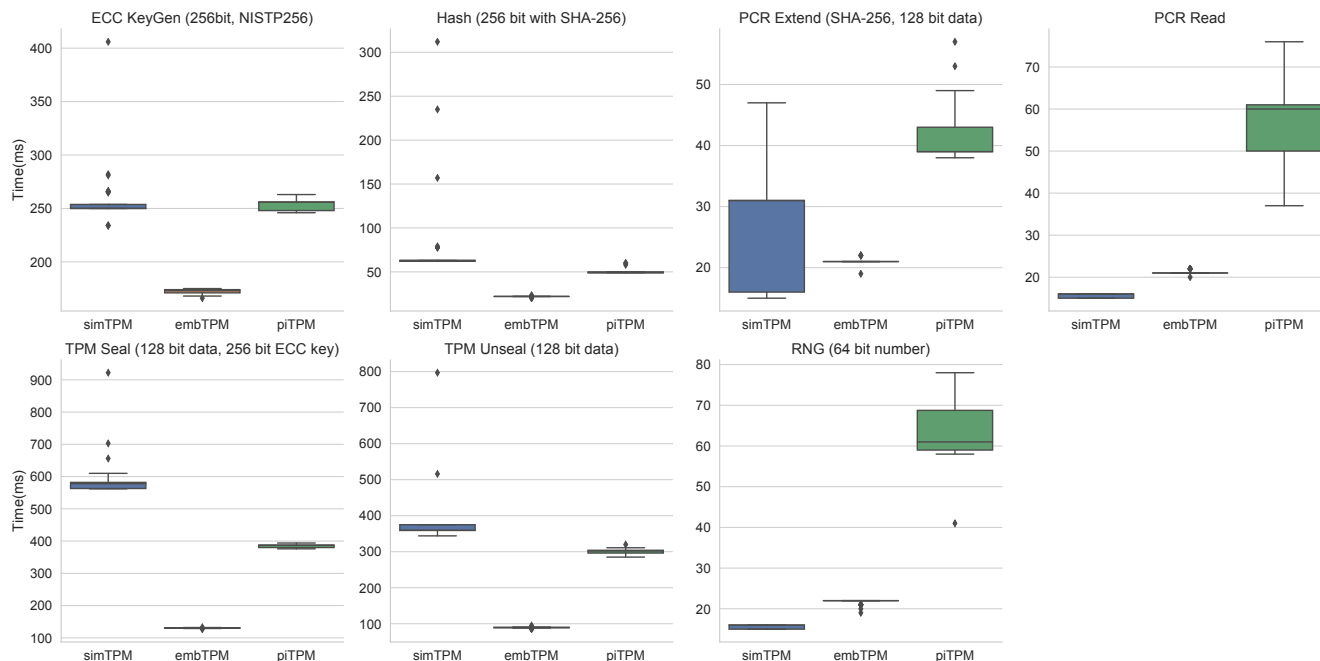 ECC KeyGen (256bit, NISTP256)
Time(ms)
400
350
300
250
200
simTPM embTPM piTPM
Hash (256 bit with SHA-256)
300
250
200
150
100
50
simTPM embTPM piTPM
PCR Extend (SHA-256, 128 bit data)
50
40
30
20
simTPM embTPM piTPM
PCR Read
70
60
50
40
30
20
simTPM embTPM piTPM
TPM Seal (128 bit data, 256 bit ECC key)
Time(ms)
900
800
700
600
500
400
300
200
100
simTPM embTPM piTPM
TPM Unseal (128 bit data)
800
700
600
500
400
300
200
100
simTPM embTPM piTPM
RNG (64 bit number)
80
70
60
50
40
30
20
simTPM embTPM piTPM